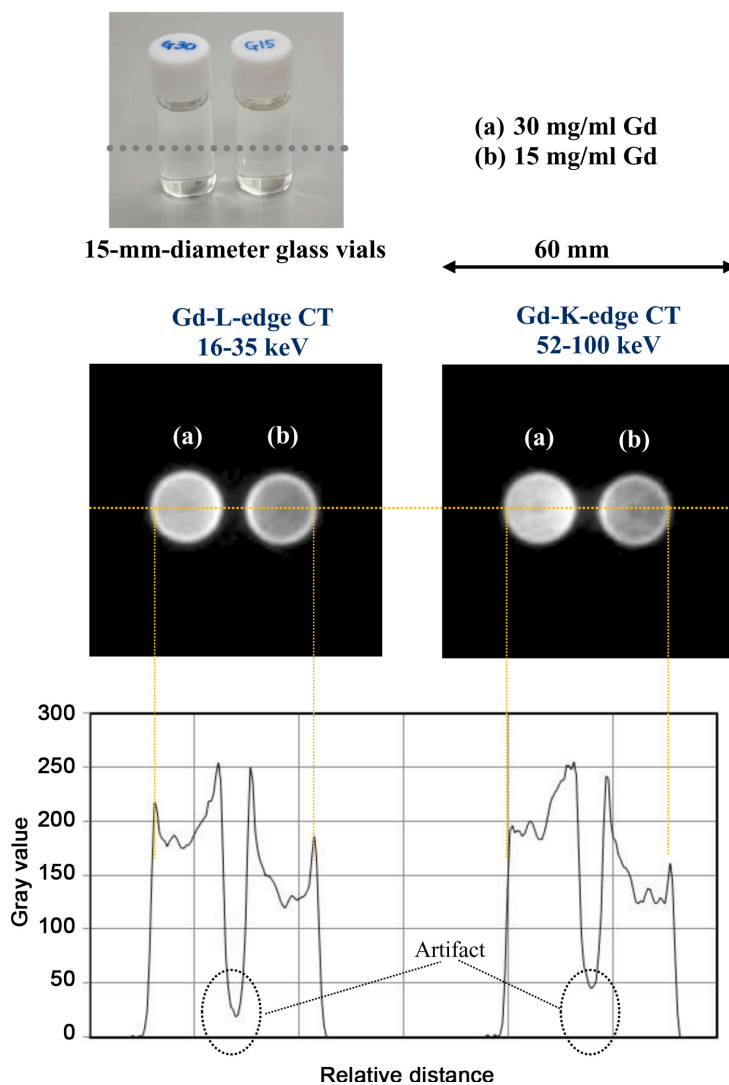 G30 G15
(a) 30 mg/ml Gd
(b) 15 mg/ml Gd
15-mm-diameter glass vials
60 mm
Gd-L-edge CT
16-35 keV
Gd-K-edge CT
52-100 keV
(a) (b)
(a) (b)
300
250
200
150
100
50
0
Gray value
Artifact
Relative distance